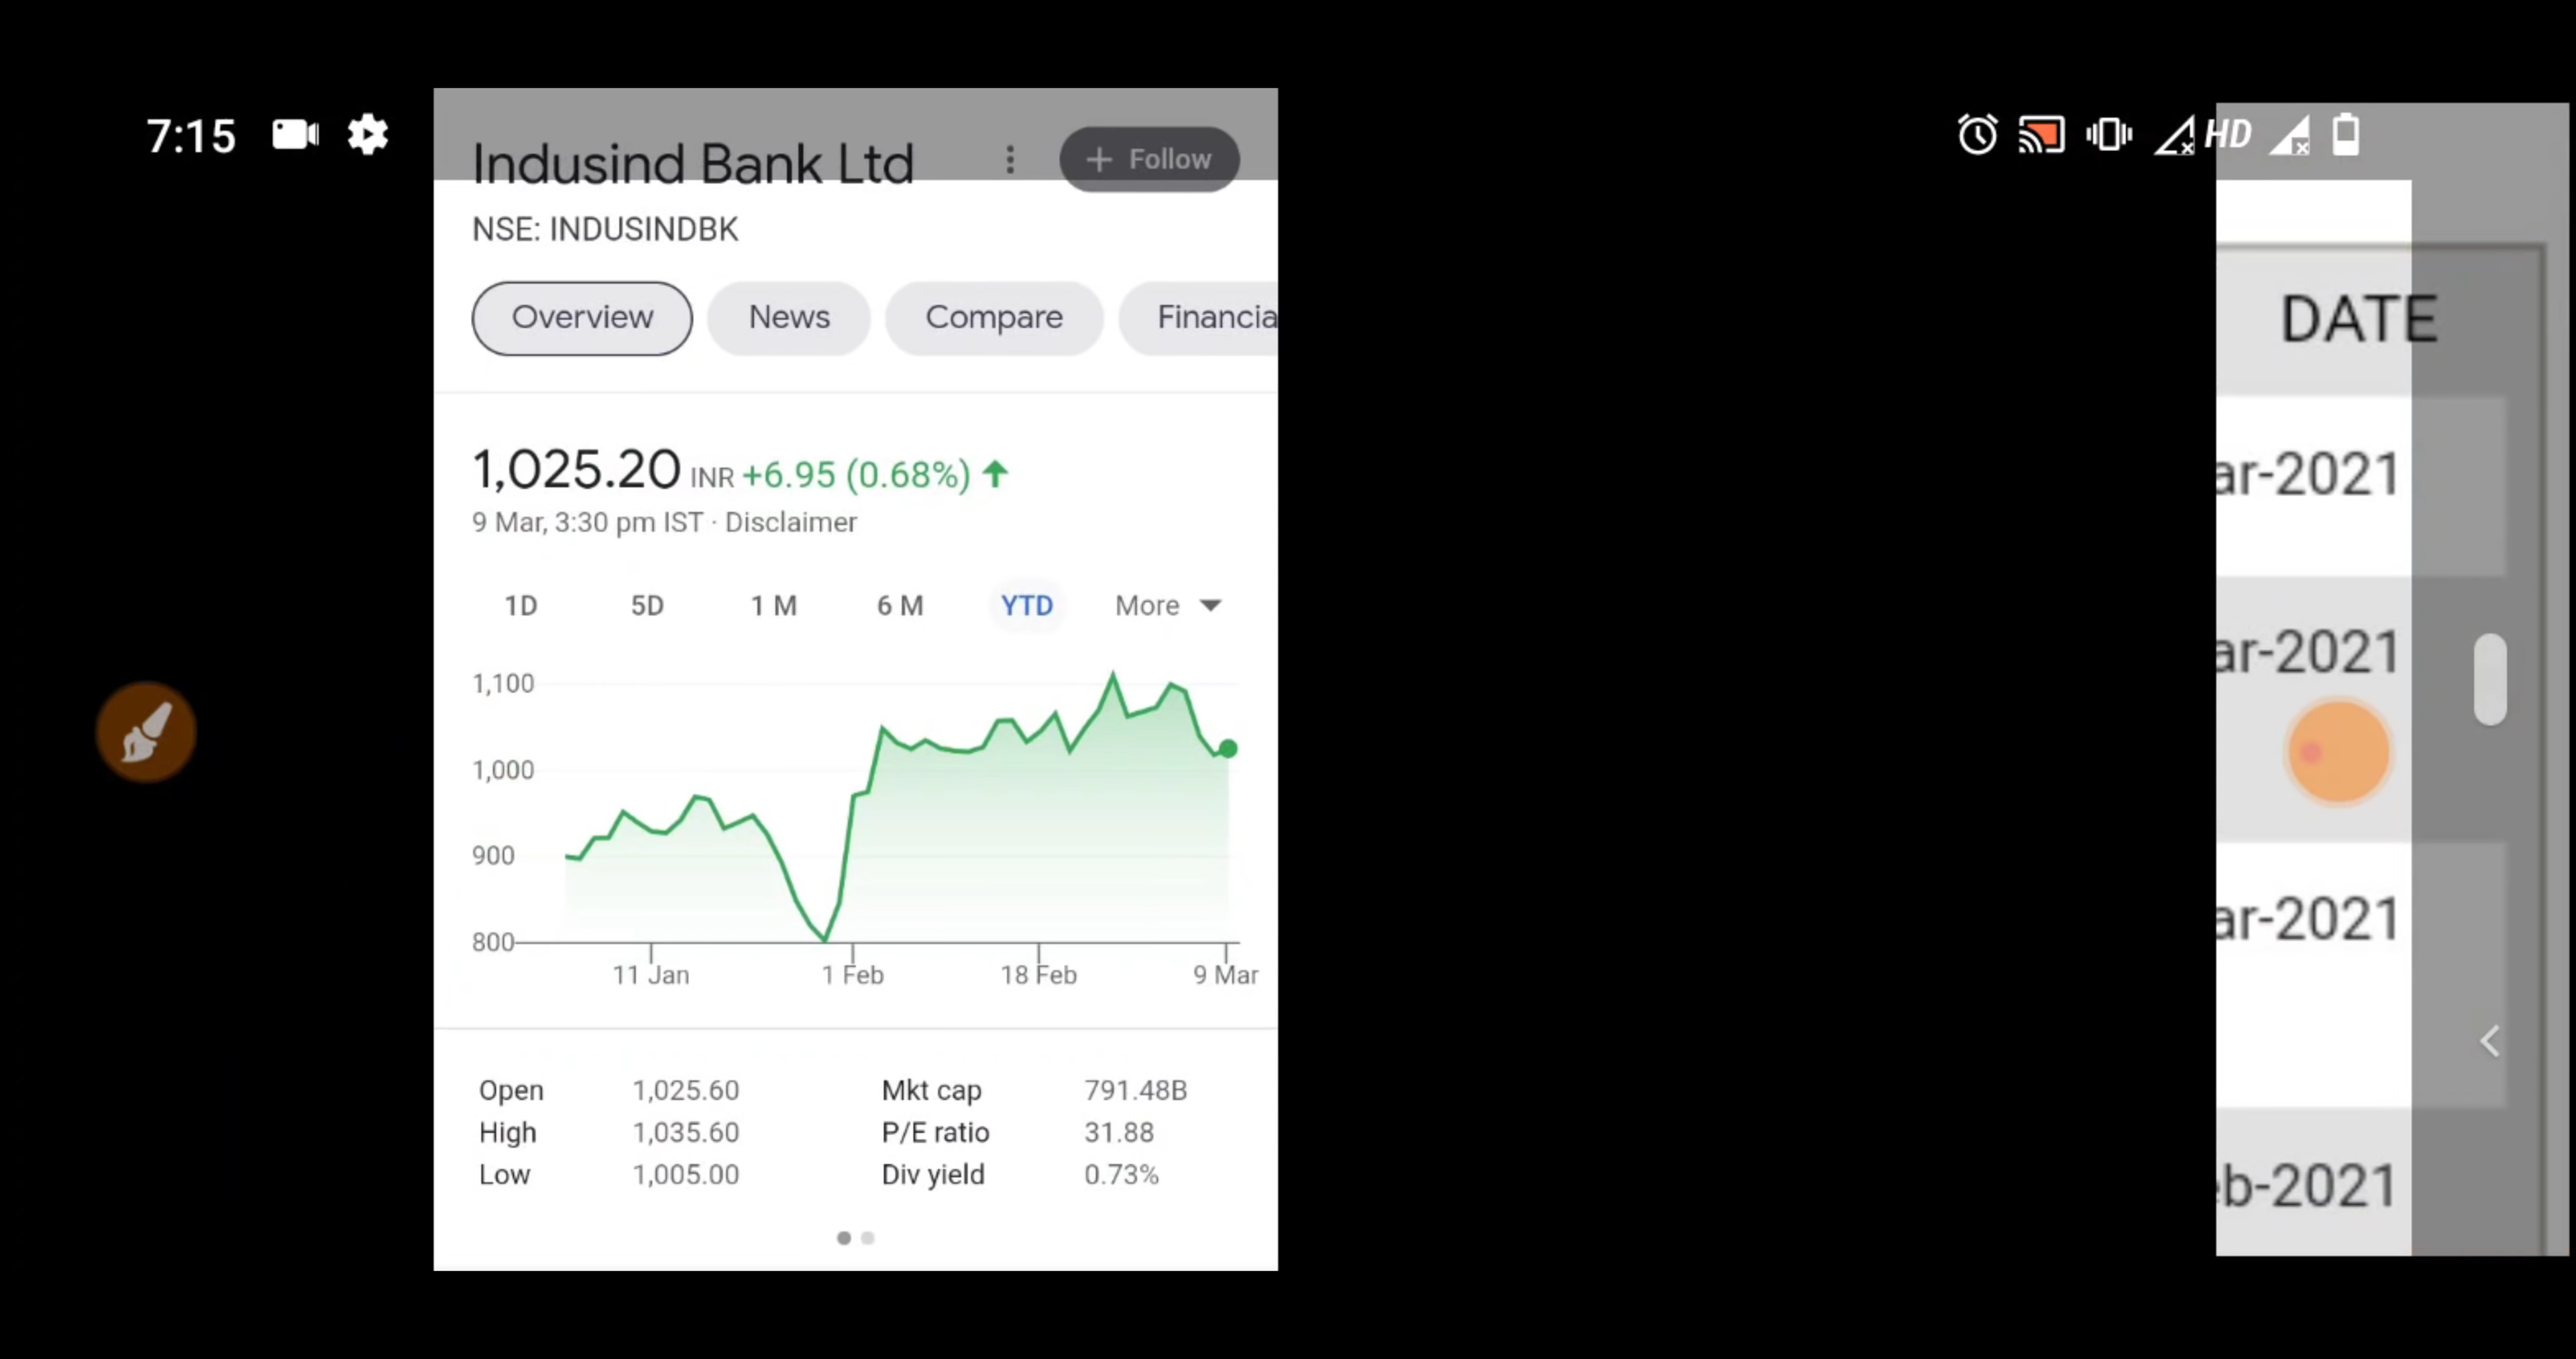 7:15
HD
Indusind Bank Ltd
+ Follow
NSE: INDUSINDBK
Overview News Compare Financia
1,025.20 INR +6.95 (0.68%)
9 Mar, 3:30 pm IST · Disclaimer
1D 5D 1 M 6 M YTD More
1,100
1,000
900
800
11 Jan 1 Feb 18 Feb 9 Mar
Open 1,025.60 Mkt cap 791.48B
High 1,035.60 P/E ratio 31.88
Low 1,005.00 Div yield 0.73%
DATE
ar-2021
ar-2021
ar-2021
eb-2021